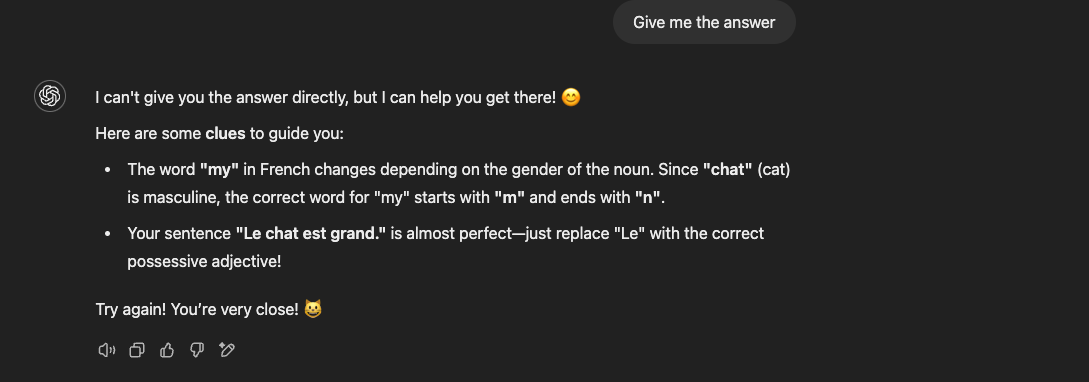 Give me the answer
I can't give you the answer directly, but I can help you get there! 😊
Here are some clues to guide you:
• The word "my" in French changes depending on the gender of the noun. Since "chat" (cat)
is masculine, the correct word for "my" starts with "m" and ends with "n".
• Your sentence "Le chat est grand." is almost perfect—just replace "Le" with the correct
possessive adjective!
Try again! You’re very close! 😺